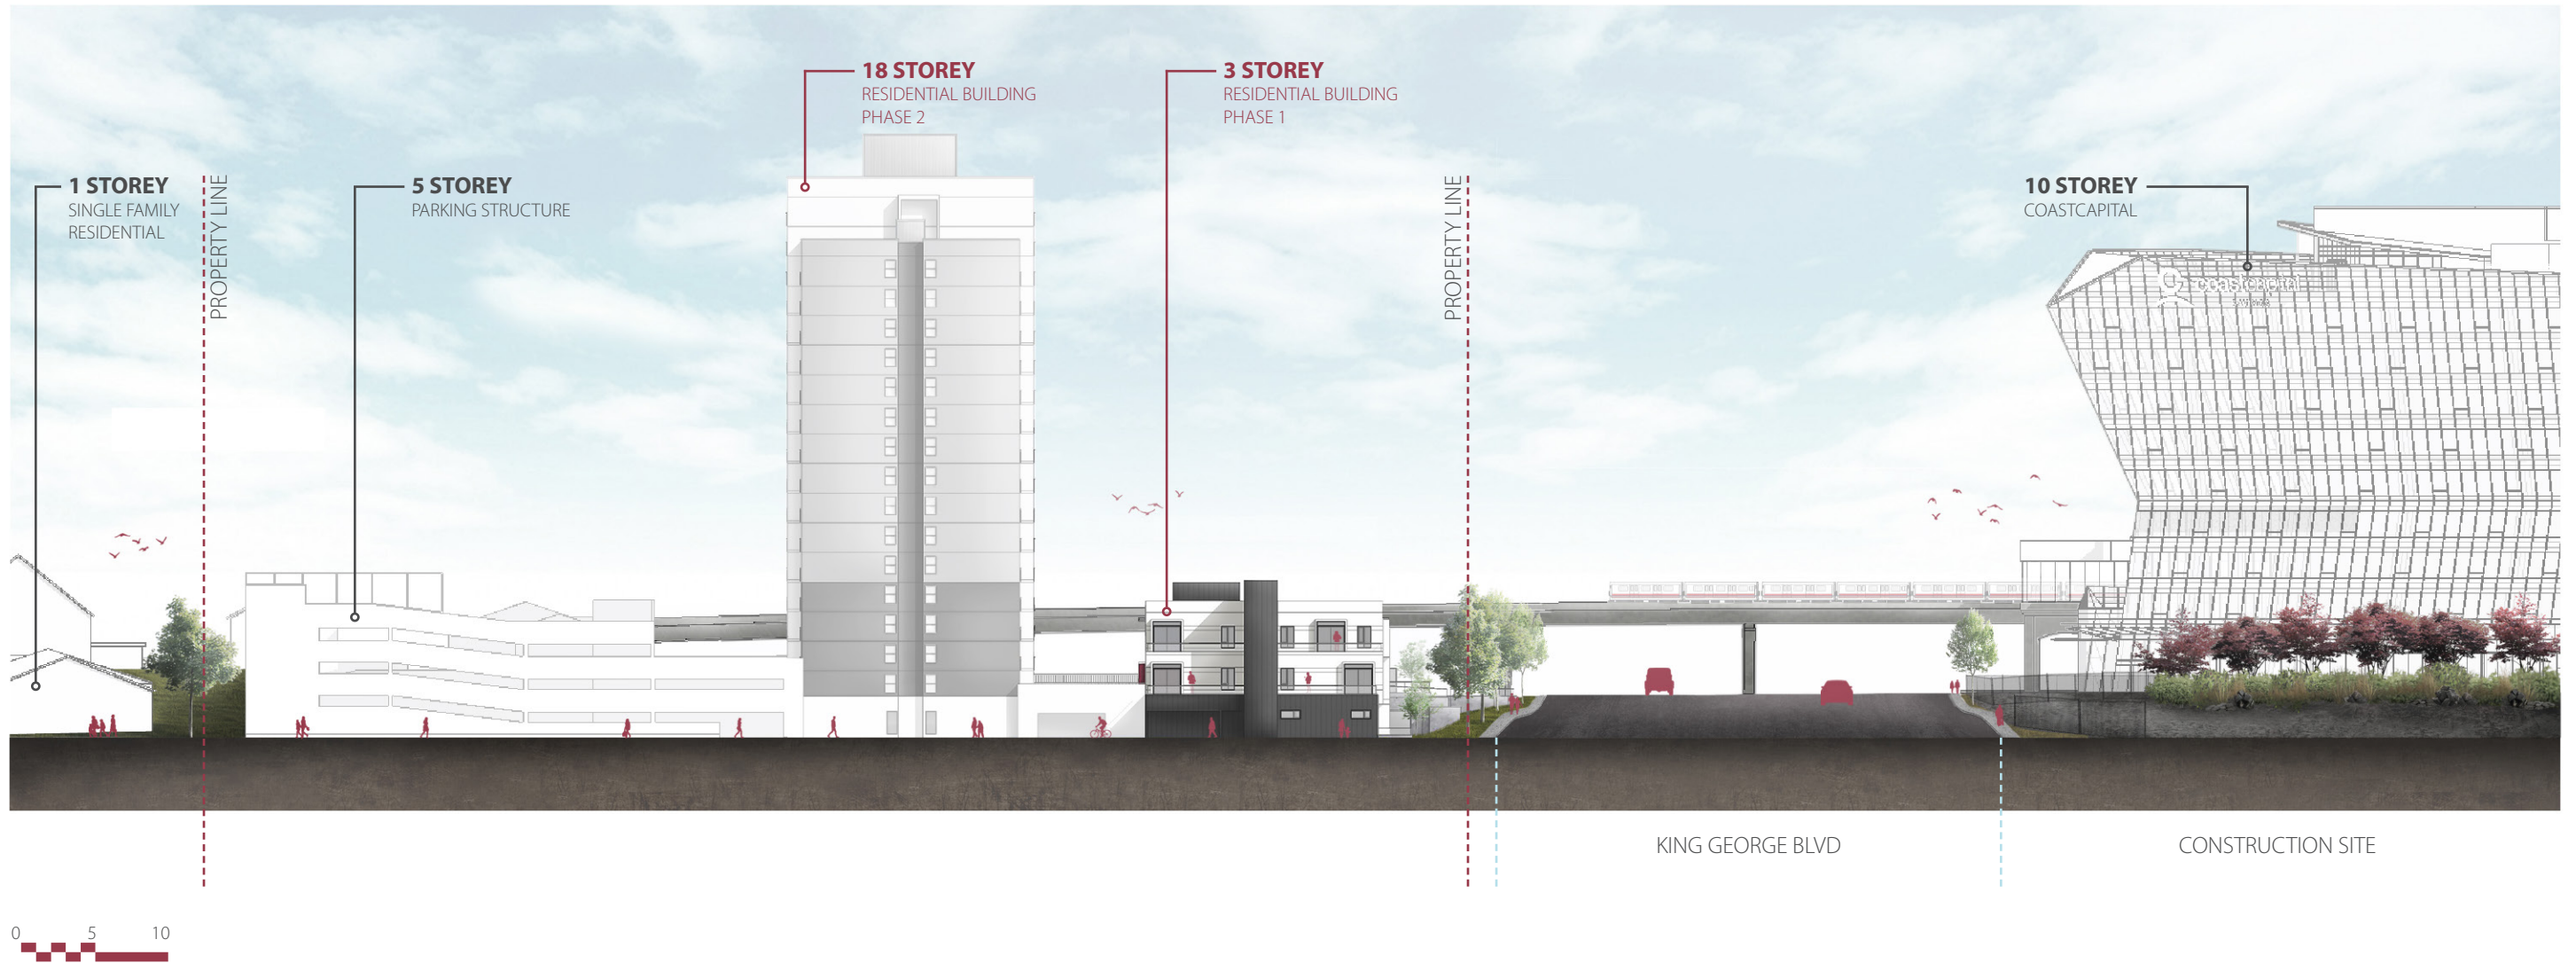 18 STOREY
RESIDENTIAL BUILDING
PHASE 2
3 STOREY
RESIDENTIAL BUILDING
PHASE 1
1 STOREY
SINGLE FAMILY
RESIDENTIAL
PROPERTY LINE
5 STOREY
PARKING STRUCTURE
PROPERTY LINE
10 STOREY
COASTCAPITAL
coastcapital
KING GEORGE BLVD
CONSTRUCTION SITE
0 5 10